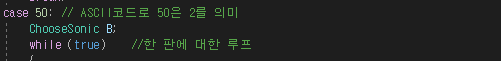 case 50: // ASCII코드로 50은 2를 의미
ChooseSonic B;
while (true) //한 판에 대한 루프
{